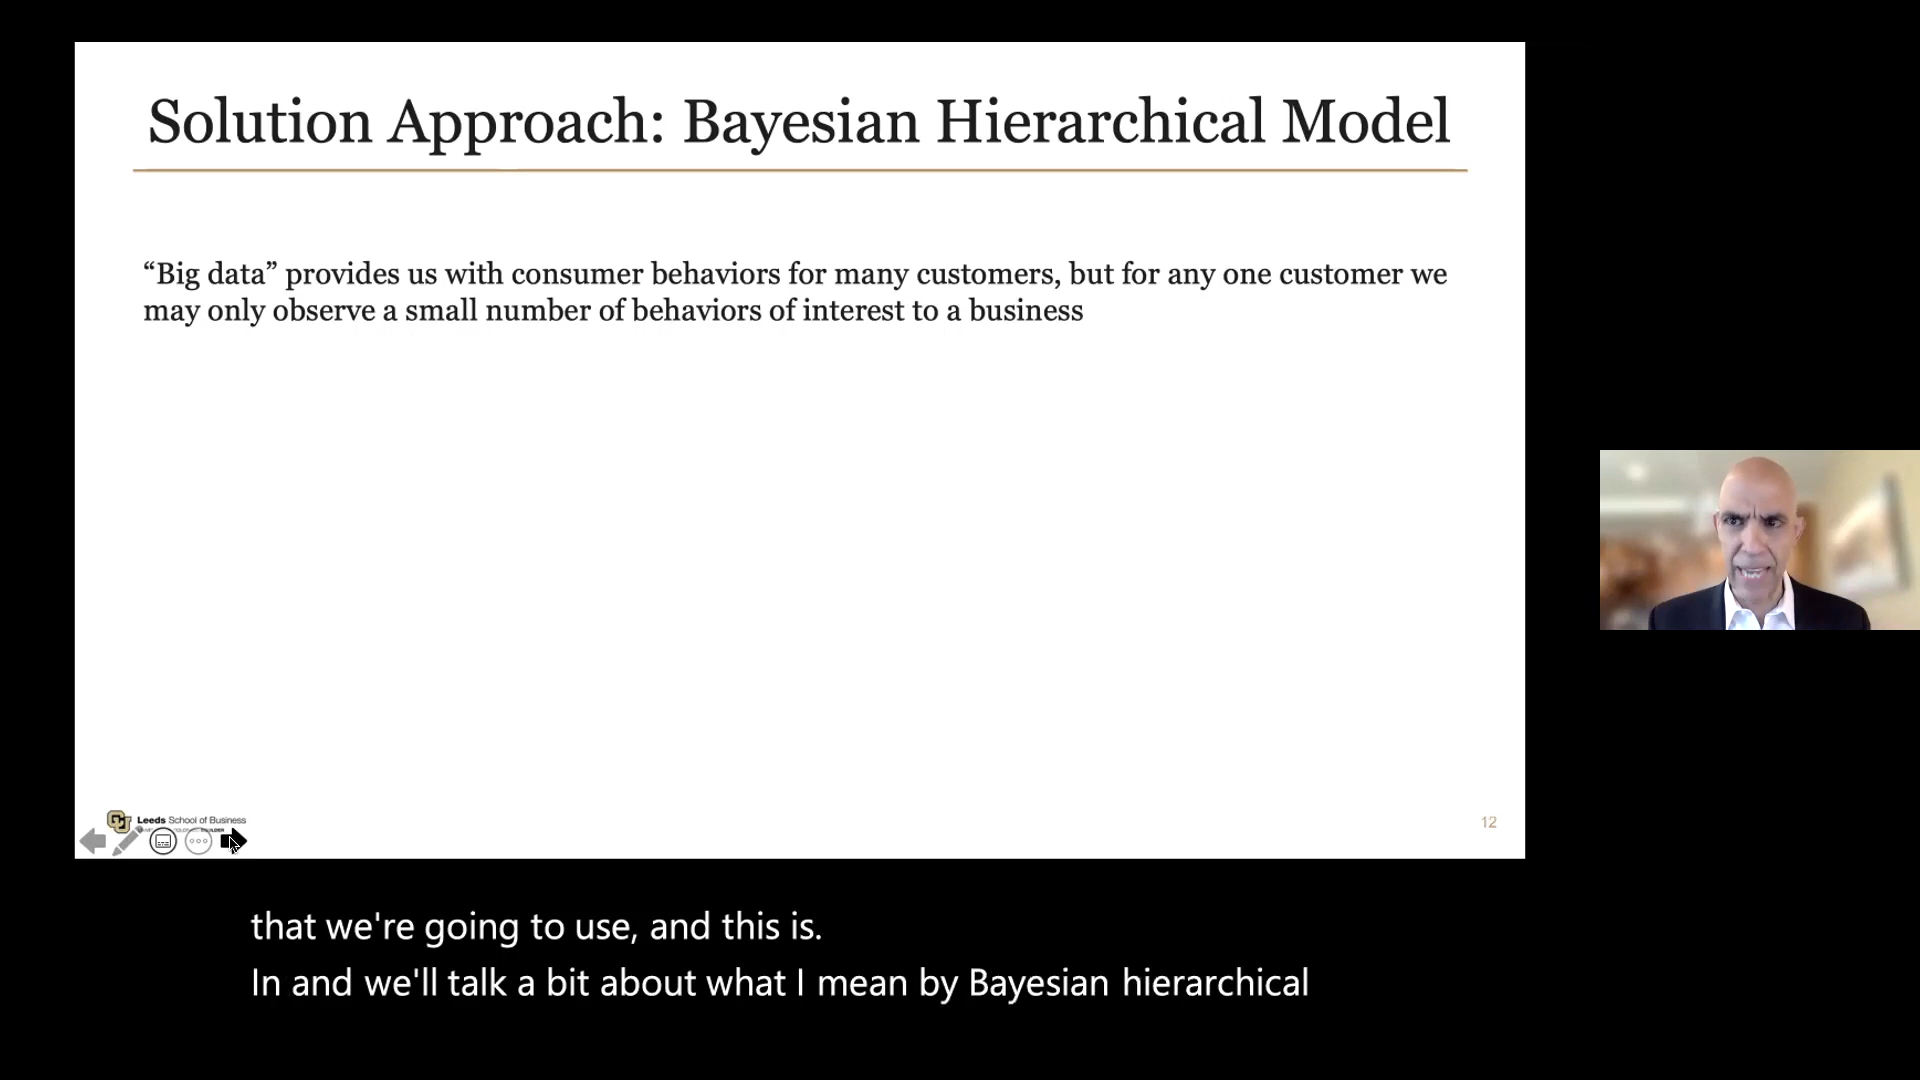 Solution Approach: Bayesian Hierarchical Model
“Big data” provides us with consumer behaviors for many customers, but for any one customer we
may only observe a small number of behaviors of interest to a business
Leeds School of Business
12
that we're going to use, and this is.
In and we'll talk a bit about what I mean by Bayesian hierarchical